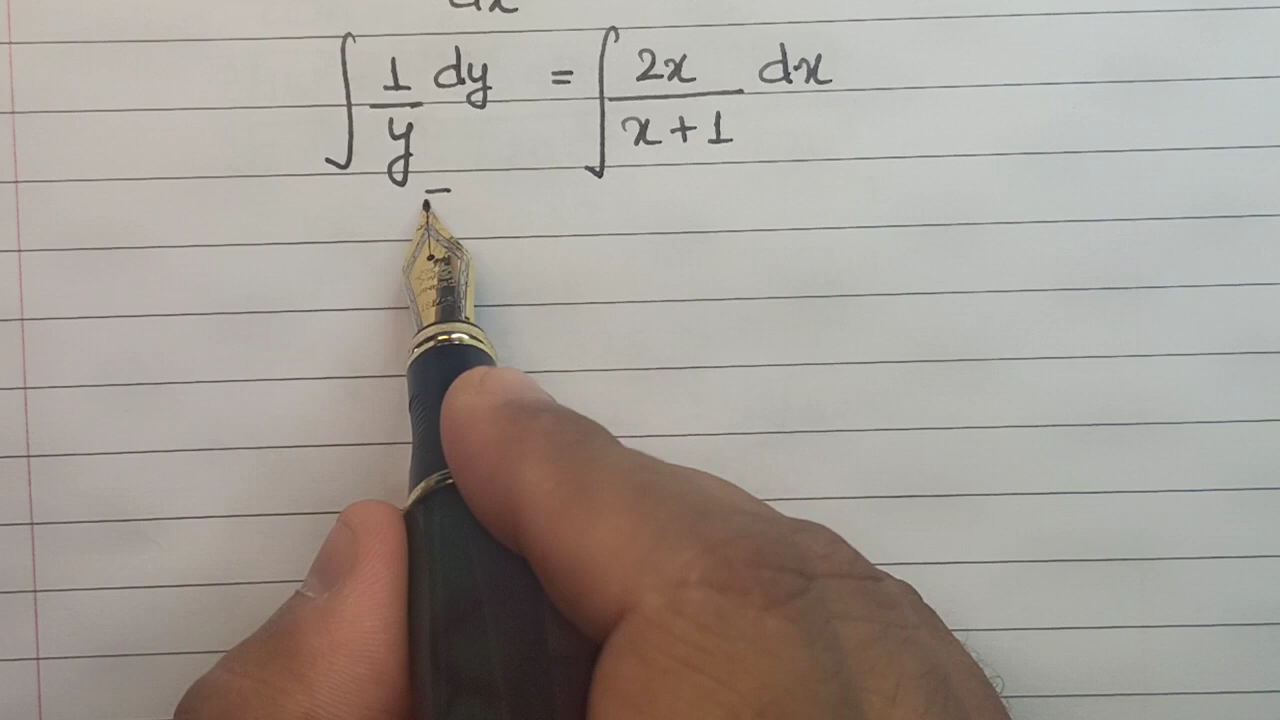 ∫ 1/y dy = ∫ 2x/(x+1) dx